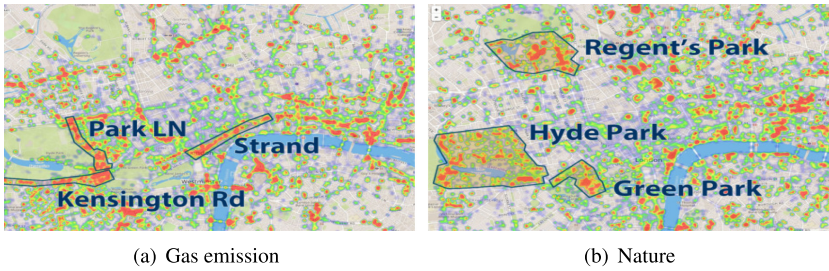 Park LN
Strand
Kensington Rd
(a) Gas emission
+
-
Regent's Park
Hyde Park
Green Park
(b) Nature